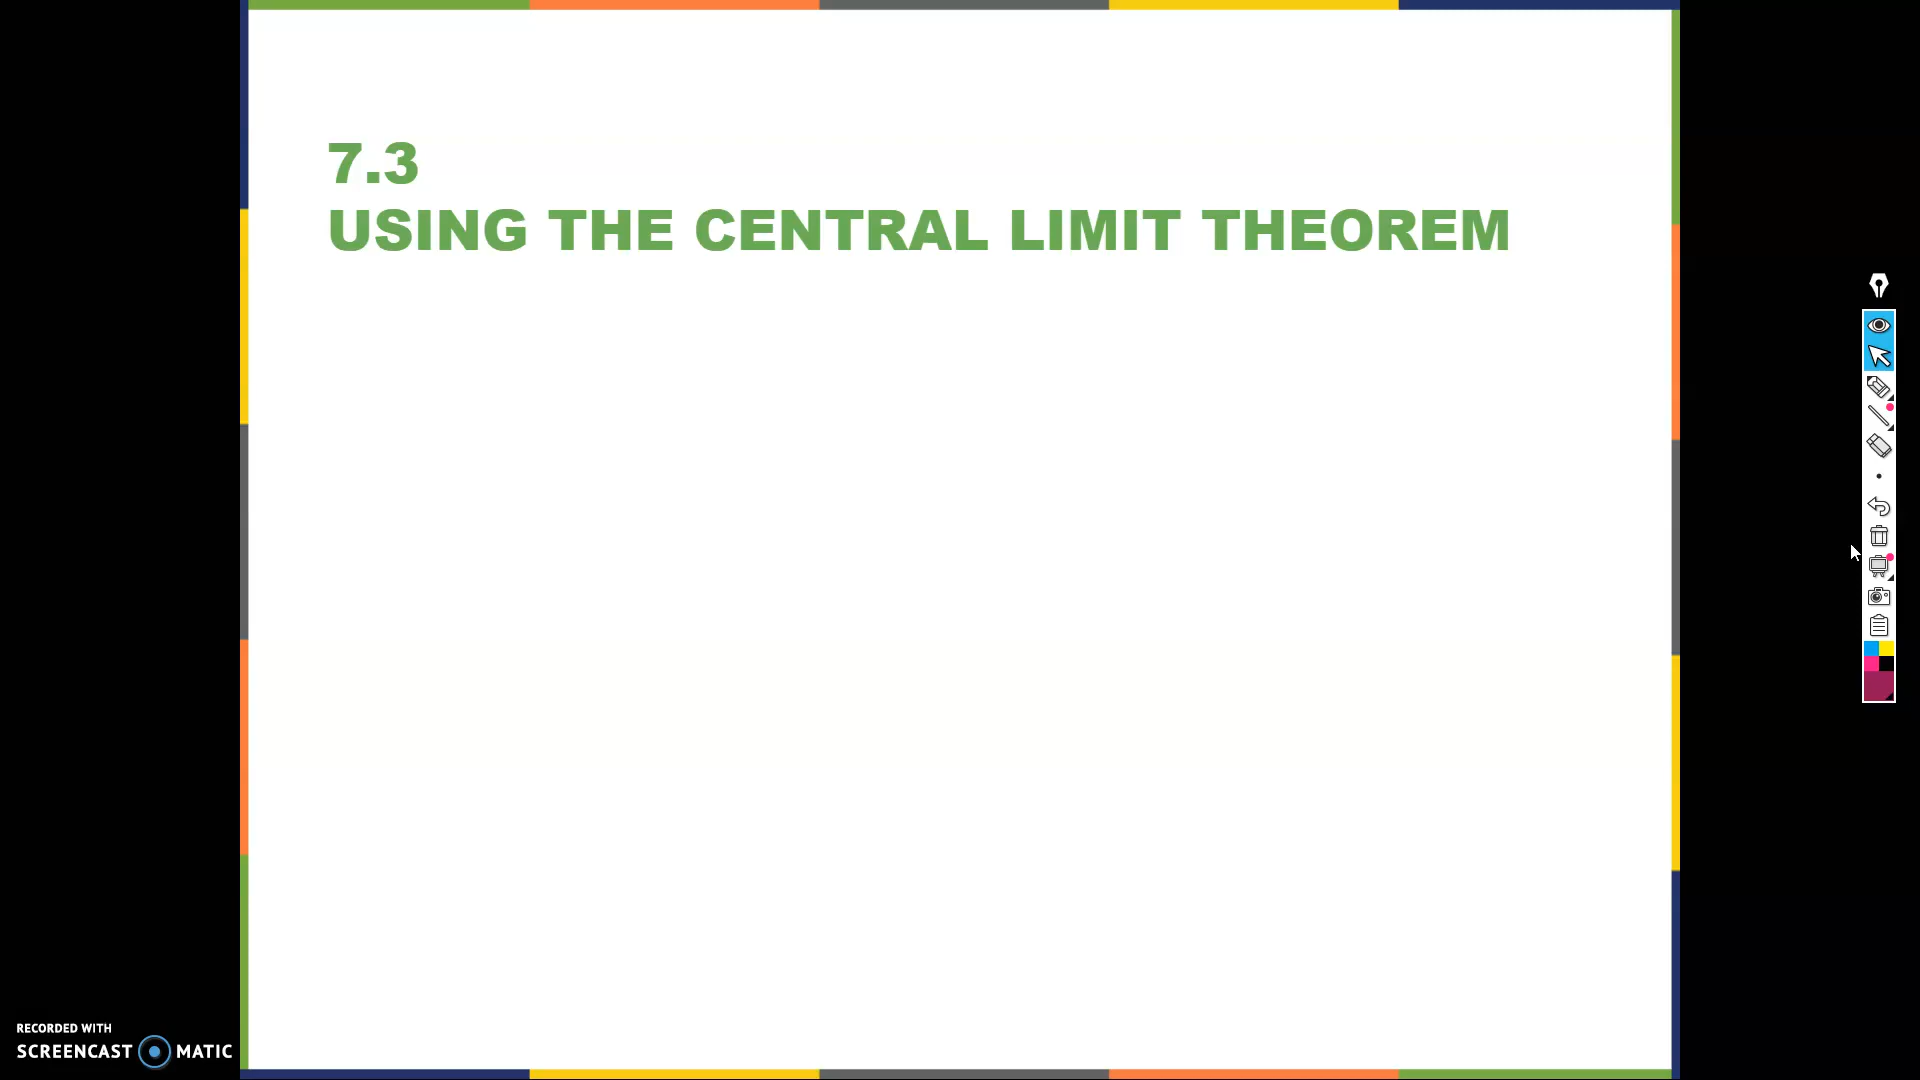 7.3
USING THE CENTRAL LIMIT THEOREM
RECORDED WITH
SCREENCAST MATIC